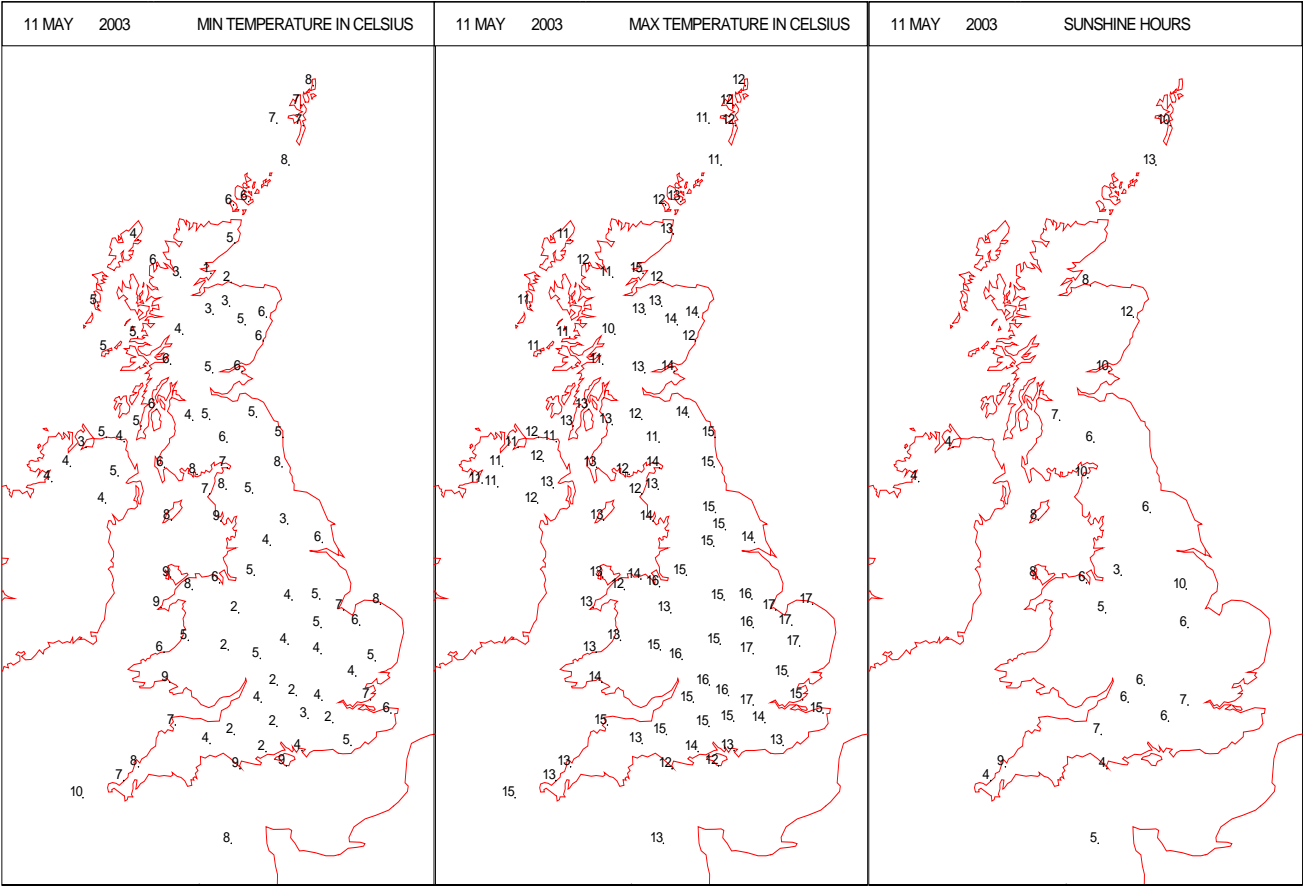 11 MAY 2003 MIN TEMPERATURE IN CELSIUS
8
7
7 7
8
6 6
4 5
6
3 1
2
5 3
3 6
5
5 4 6
5
6 5 6
6
4 5 5
5
5 4 6 5
3
4 6 7 8
4 5 8
4 7 8 5
8 9 3
4 6
9 8 6 5
9 2 4 5 7 8
5 6
5 4
6 2 5 4 5
9 2 4
4 2 4 7
7 2 3 2 6
4 2 4 5
8 9 9
7
10
8
11 MAY 2003 MAX TEMPERATURE IN CELSIUS
12
12
11 12
11
12 13
11 13
12
11 15
12
11 13
13 14
14
11 10 12
11
11 13 14
13
12 14
13 13
12 11 11 15
11
11 12 13 12 14 15
11 11 13 12 13
12 15
13 14 15
15 14
13 12 14 16 15
13 13 15 16 17 17
16 17
13 13 15 15 17
16 17
14 16 15
15 16 17 15
15 15 15 15 14 15
13 14 13 13
13 12 12
13
15
13
11 MAY 2003 SUNSHINE HOURS
10
13
8
12
10
7
6
4
4 10
8 6
8 6 3 10
5
6
6
6 7
7 6
9 4
4
5